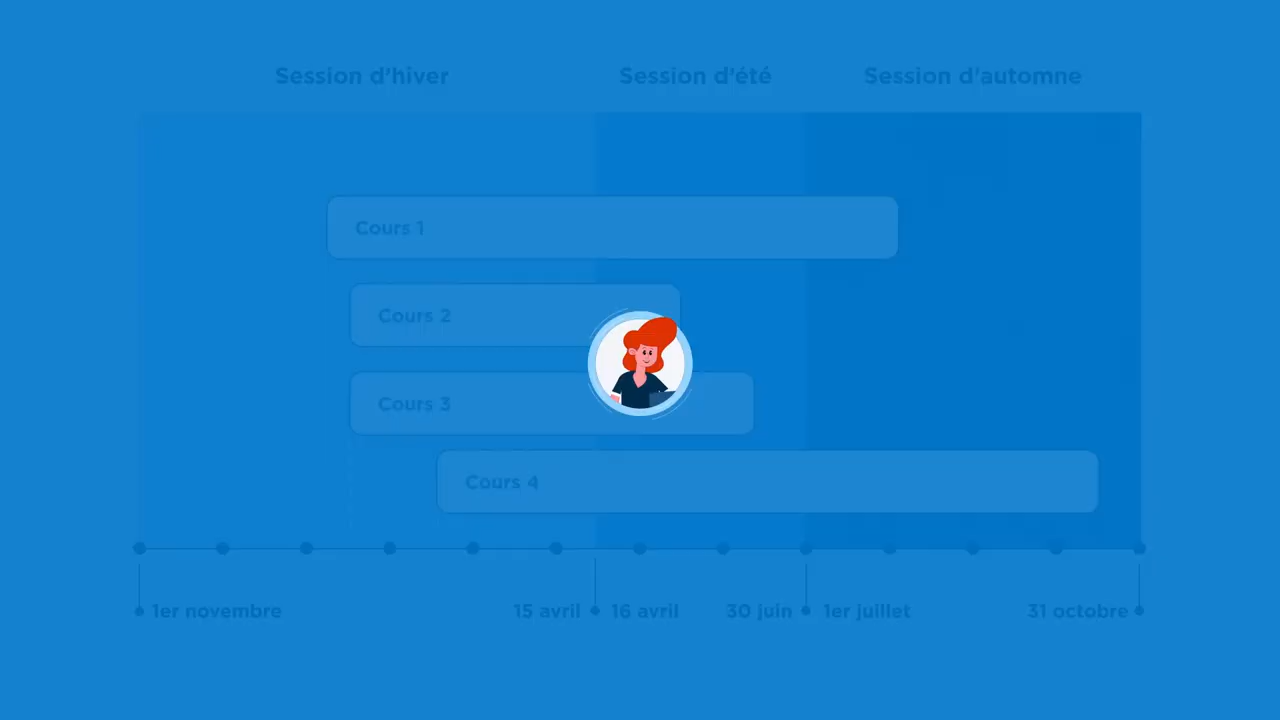 Session d'hiver
Session d'été
Session d'automne
Cours 1
Cours 2
Cours 3
Cours 4
1er novembre
15 avril
16 avril
30 juin
1er juillet
31 octobre